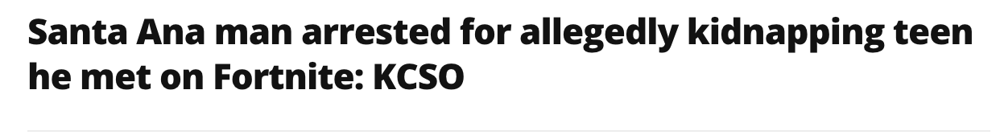 Santa Ana man arrested for allegedly kidnapping teen
he met on Fortnite: KCSO